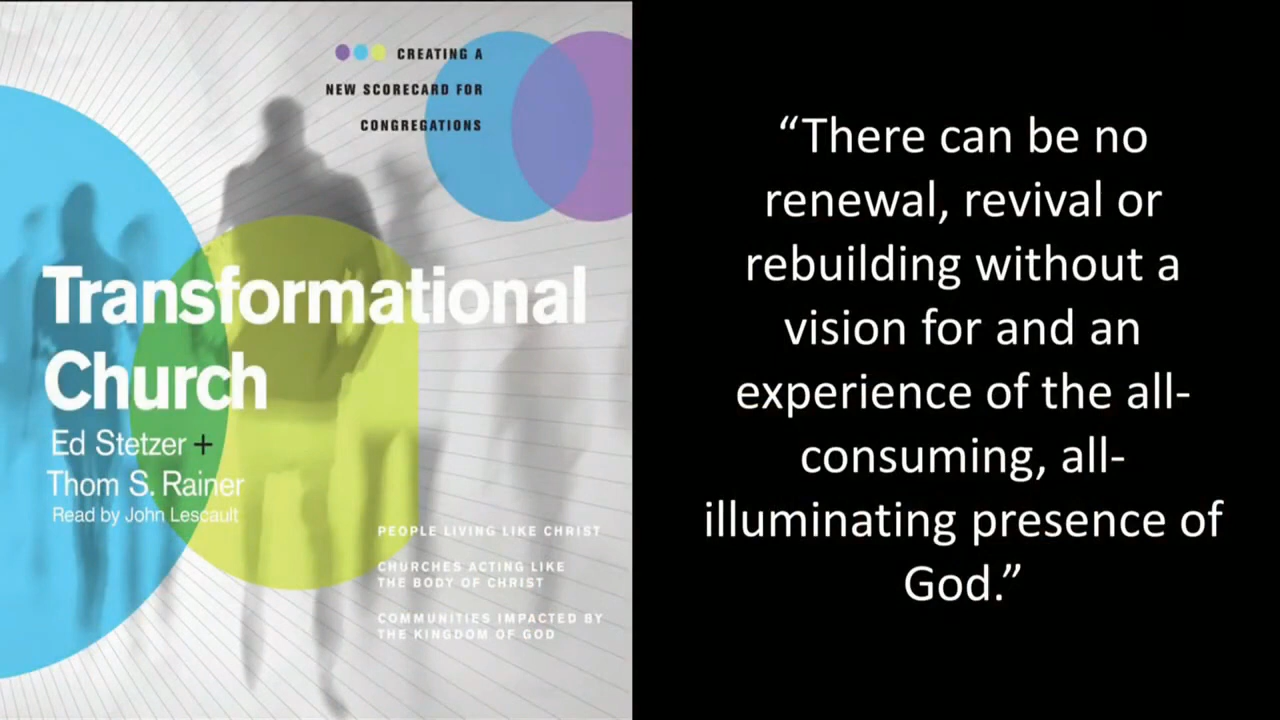 CREATING A
NEW SCORECARD FOR
CONGREGATIONS
Transformational
Church
Ed Stetzer +
Thom S. Rainer
Read by John Lescault
PEOPLE LIVING LIKE CHRIST
CHURCHES ACTING LIKE
THE BODY OF CHRIST
COMMUNITIES IMPACTED BY
THE KINGDOM OF GOD
“There can be no
renewal, revival or
rebuilding without a
vision for and an
experience of the all-
consuming, all-
illuminating presence of
God.”